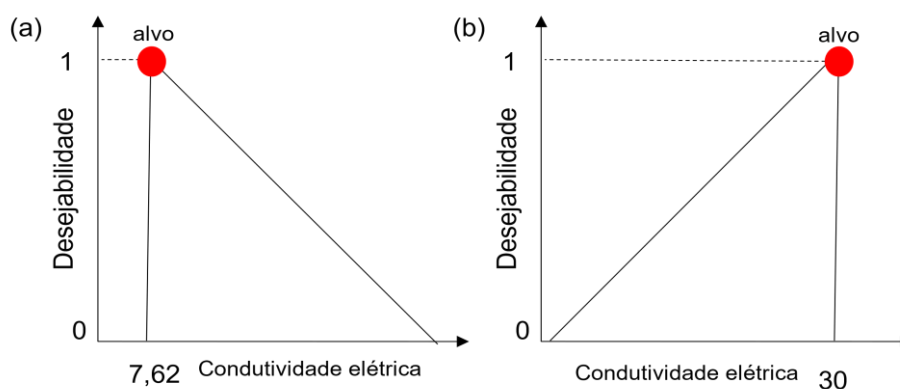 (a)
alvo
1
Desejabilidade
0
7,62
Condutividade elétrica
(b)
alvo
1
Desejabilidade
0
Condutividade elétrica
30